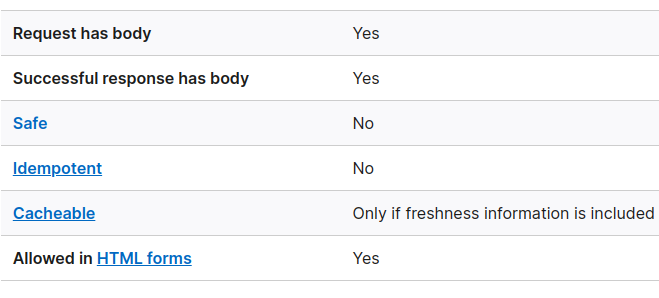 Request has body Yes
Successful response has body Yes
Safe No
Idempotent No
Cacheable Only if freshness information is included
Allowed in HTML forms Yes